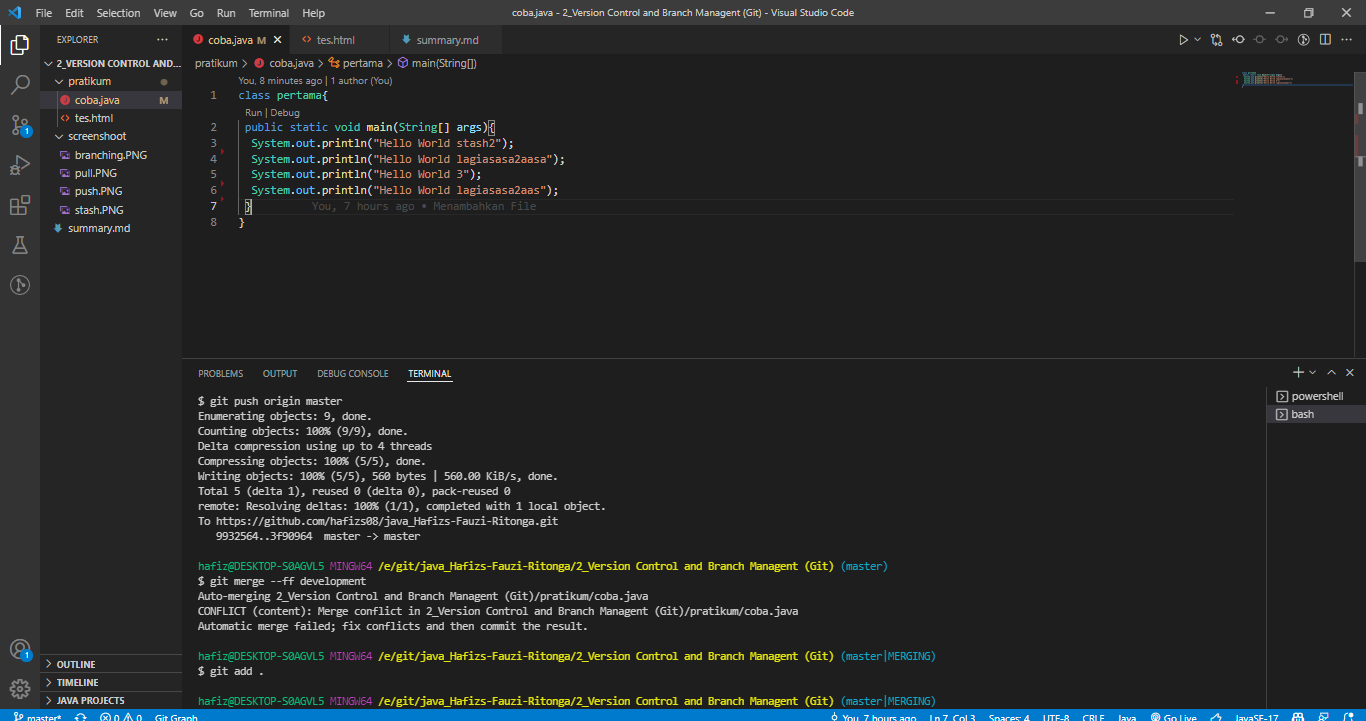 File Edit Selection View Go Run Terminal Help coba.java - 2_Version Control and Branch Managent (Git) - Visual Studio Code
EXPLORER
2_VERSION CONTROL AND...
pratikum
coba.java M
tes.html
screenshoot
branching.PNG
pull.PNG
push.PNG
stash.PNG
summary.md
OUTLINE
TIMELINE
JAVA PROJECTS
1
1
coba.java M
tes.html
summary.md
pratikum > coba.java > pertama > main(String[])
You, 8 minutes ago | 1 author (You)
1 class pertama{
Run | Debug
2 public static void main(String[] args){
3 System.out.println("Hello World stash2");
4 System.out.println("Hello World lagiasasa2aasa");
5 System.out.println("Hello World 3");
6 System.out.println("Hello World lagiasasa2aas");
7 } You, 7 hours ago • Menambahkan File
8 }
PROBLEMS OUTPUT DEBUG CONSOLE TERMINAL
powershell
bash
$ git push origin master
Enumerating objects: 9, done.
Counting objects: 100% (9/9), done.
Delta compression using up to 4 threads
Compressing objects: 100% (5/5), done.
Writing objects: 100% (5/5), 560 bytes | 560.00 KiB/s, done.
Total 5 (delta 1), reused 0 (delta 0), pack-reused 0
remote: Resolving deltas: 100% (1/1), completed with 1 local object.
To https://github.com/hafizs08/java_Hafizs-Fauzi-Ritonga.git
9932564..3f90964 master -> master
hafiz@DESKTOP-S0AGVL5 MINGW64 /e/git/java_Hafizs-Fauzi-Ritonga/2_Version Control and Branch Managent (Git) (master)
$ git merge --ff development
Auto-merging 2_Version Control and Branch Managent (Git)/pratikum/coba.java
CONFLICT (content): Merge conflict in 2_Version Control and Branch Managent (Git)/pratikum/coba.java
Automatic merge failed; fix conflicts and then commit the result.
hafiz@DESKTOP-S0AGVL5 MINGW64 /e/git/java_Hafizs-Fauzi-Ritonga/2_Version Control and Branch Managent (Git) (master|MERGING)
$ git add .
hafiz@DESKTOP-S0AGVL5 MINGW64 /e/git/java_Hafizs-Fauzi-Ritonga/2_Version Control and Branch Managent (Git) (master|MERGING)
master* 0 0 Git Graph You, 7 hours ago Ln 7, Col 3 Spaces: 4 UTF-8 CRLF Java Go Live JavaSE-17